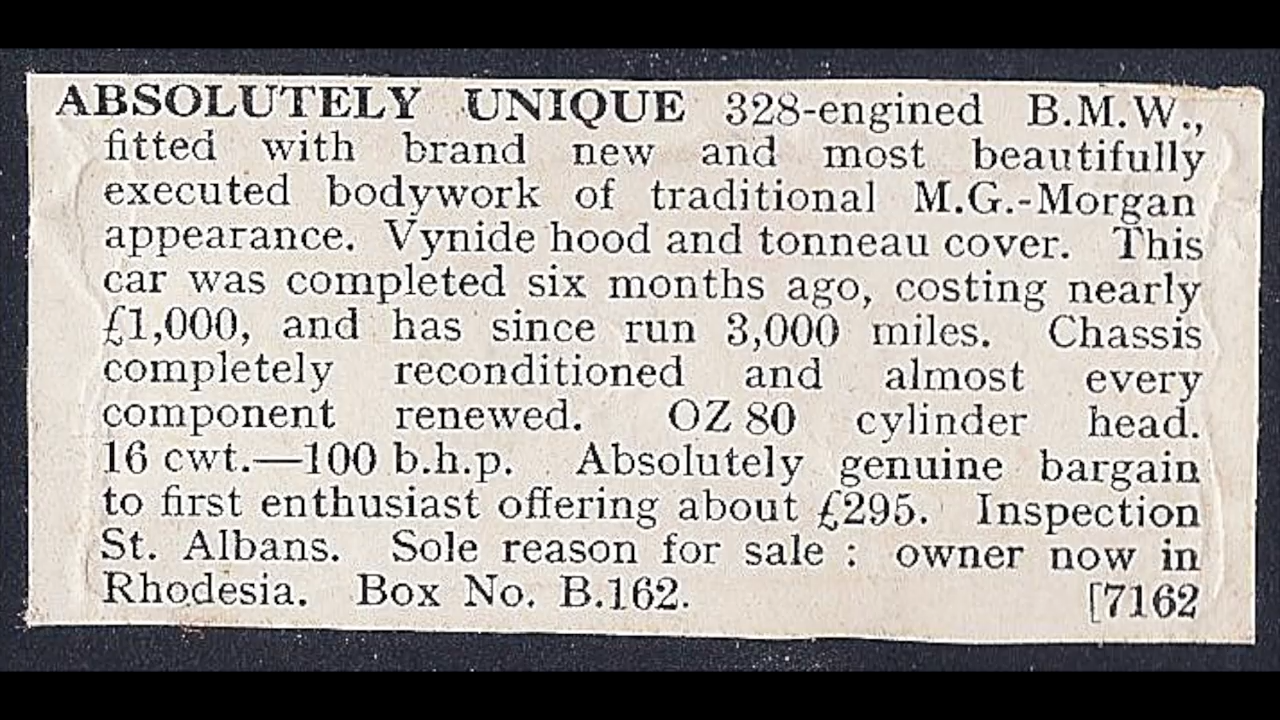 ABSOLUTELY UNIQUE 328-engined B.M.W.,
fitted with brand new and most beautifully
executed bodywork of traditional M.G.-Morgan
appearance. Vynide hood and tonneau cover. This
car was completed six months ago, costing nearly
£1,000, and has since run 3,000 miles. Chassis
completely reconditioned and almost every
component renewed. OZ 80 cylinder head.
16 cwt.—100 b.h.p. Absolutely genuine bargain
to first enthusiast offering about £295. Inspection
St. Albans. Sole reason for sale : owner now in
Rhodesia. Box No. B.162. [7162